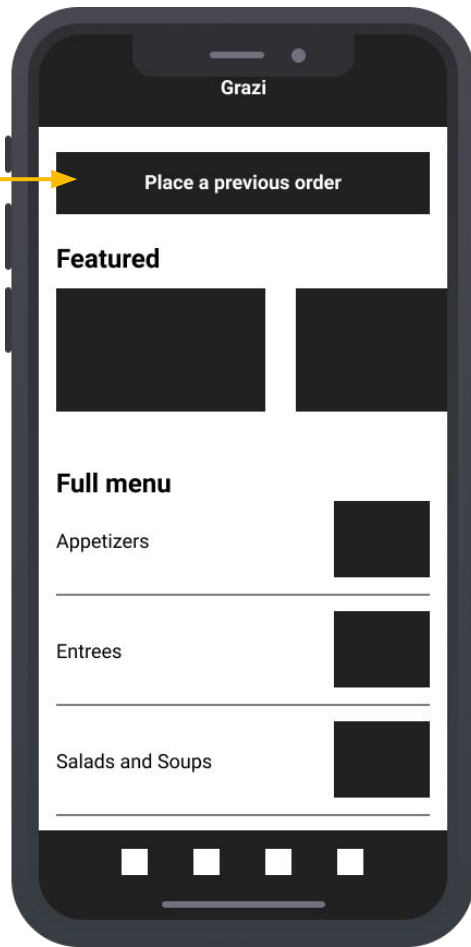 Grazi
Place a previous order
Featured
Full menu
Appetizers
Entrees
Salads and Soups